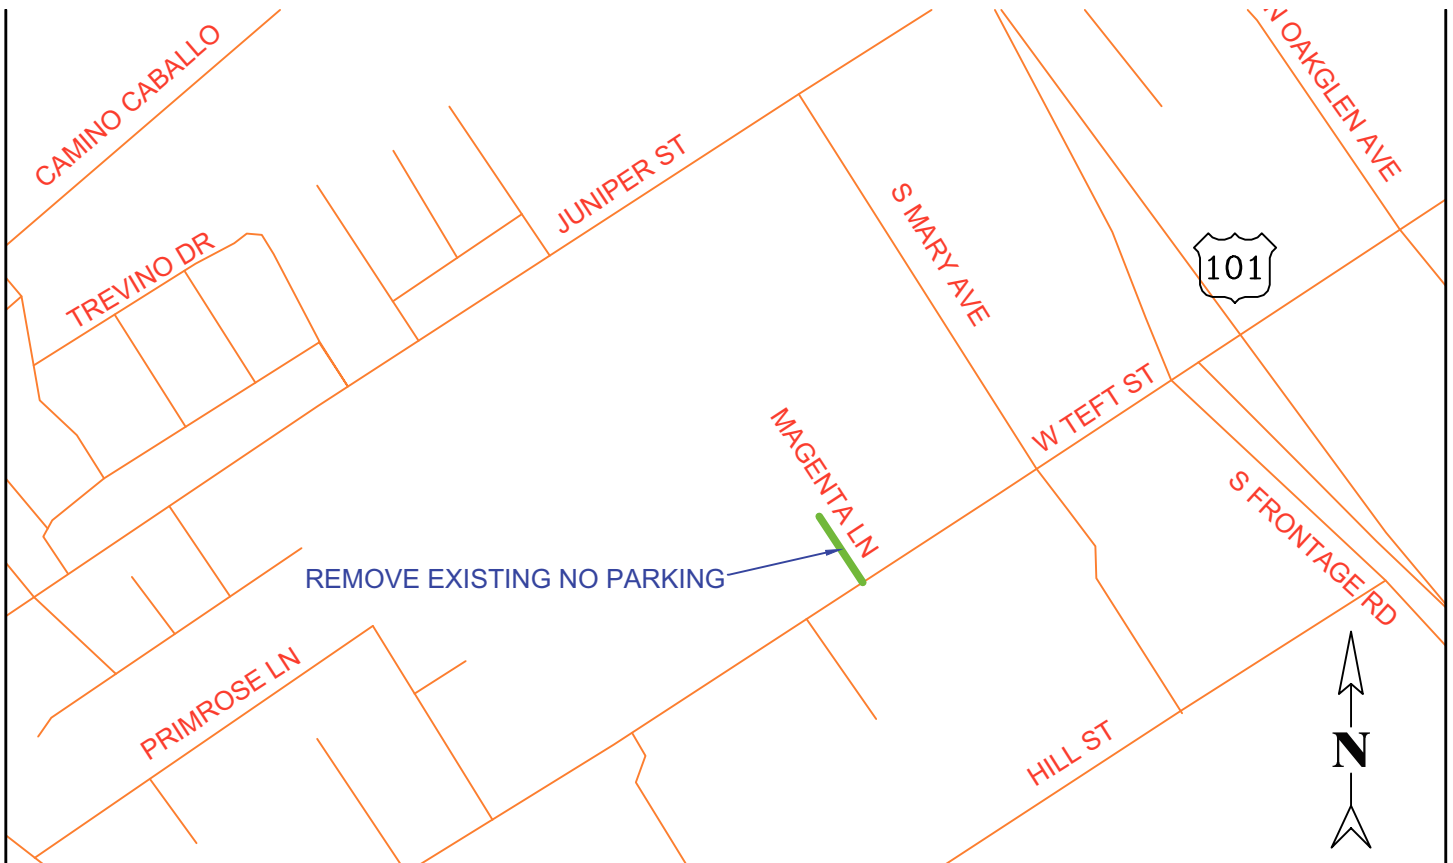 CAMINO CABALLO
N OAKGLEN AVE
JUNIPER ST
S MARY AVE
TREVINO DR
101
W TEFT ST
MAGENTA LN
S FRONTAGE RD
REMOVE EXISTING NO PARKING
PRIMROSE LN
HILL ST
N